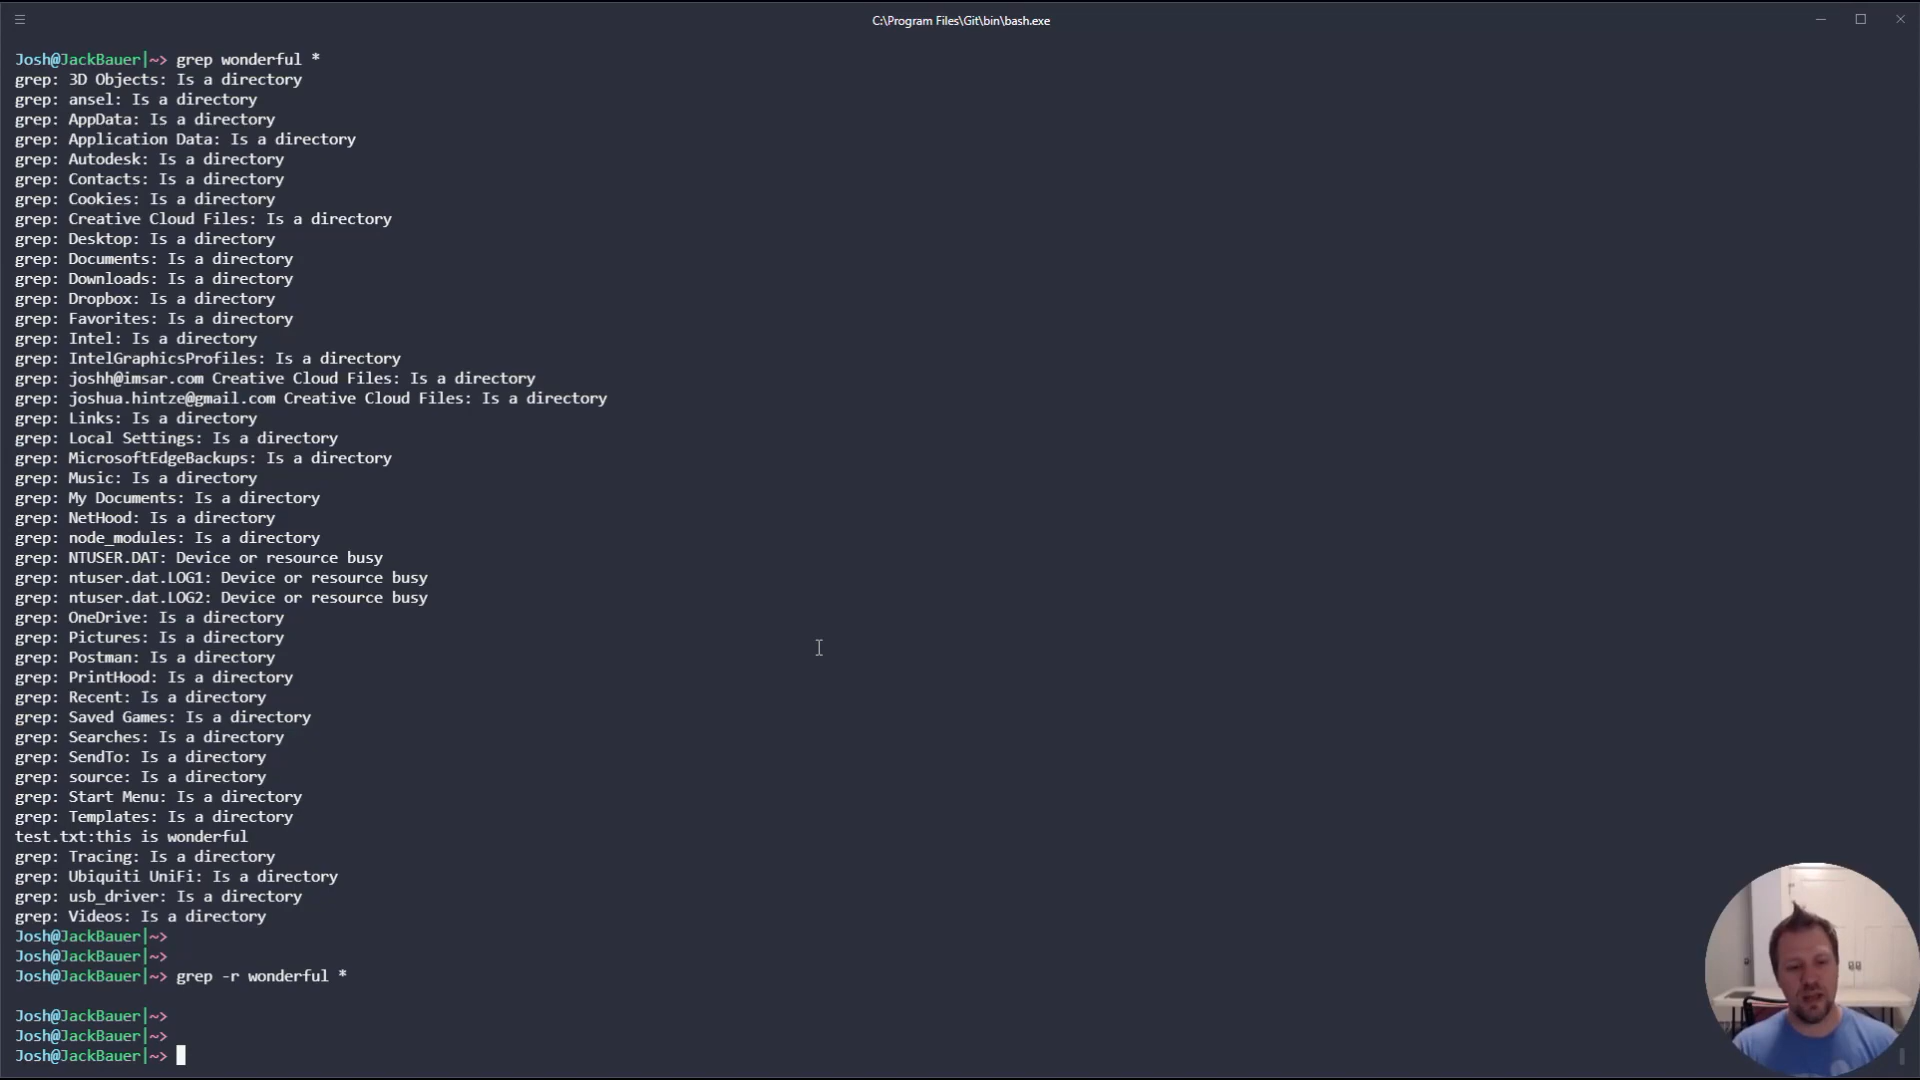 C:\Program Files\Git\bin\bash.exe
Josh@JackBauer|~> grep wonderful *
grep: 3D Objects: Is a directory
grep: ansel: Is a directory
grep: AppData: Is a directory
grep: Application Data: Is a directory
grep: Autodesk: Is a directory
grep: Contacts: Is a directory
grep: Cookies: Is a directory
grep: Creative Cloud Files: Is a directory
grep: Desktop: Is a directory
grep: Documents: Is a directory
grep: Downloads: Is a directory
grep: Dropbox: Is a directory
grep: Favorites: Is a directory
grep: Intel: Is a directory
grep: IntelGraphicsProfiles: Is a directory
grep: joshh@imsar.com Creative Cloud Files: Is a directory
grep: joshua.hintze@gmail.com Creative Cloud Files: Is a directory
grep: Links: Is a directory
grep: Local Settings: Is a directory
grep: MicrosoftEdgeBackups: Is a directory
grep: Music: Is a directory
grep: My Documents: Is a directory
grep: NetHood: Is a directory
grep: node_modules: Is a directory
grep: NTUSER.DAT: Device or resource busy
grep: ntuser.dat.LOG1: Device or resource busy
grep: ntuser.dat.LOG2: Device or resource busy
grep: OneDrive: Is a directory
grep: Pictures: Is a directory
grep: Postman: Is a directory
grep: PrintHood: Is a directory
grep: Recent: Is a directory
grep: Saved Games: Is a directory
grep: Searches: Is a directory
grep: SendTo: Is a directory
grep: source: Is a directory
grep: Start Menu: Is a directory
grep: Templates: Is a directory
test.txt:this is wonderful
grep: Tracing: Is a directory
grep: Ubiquiti UniFi: Is a directory
grep: usb_driver: Is a directory
grep: Videos: Is a directory
Josh@JackBauer|~>
Josh@JackBauer|~>
Josh@JackBauer|~> grep -r wonderful *
Josh@JackBauer|~>
Josh@JackBauer|~>
Josh@JackBauer|~>